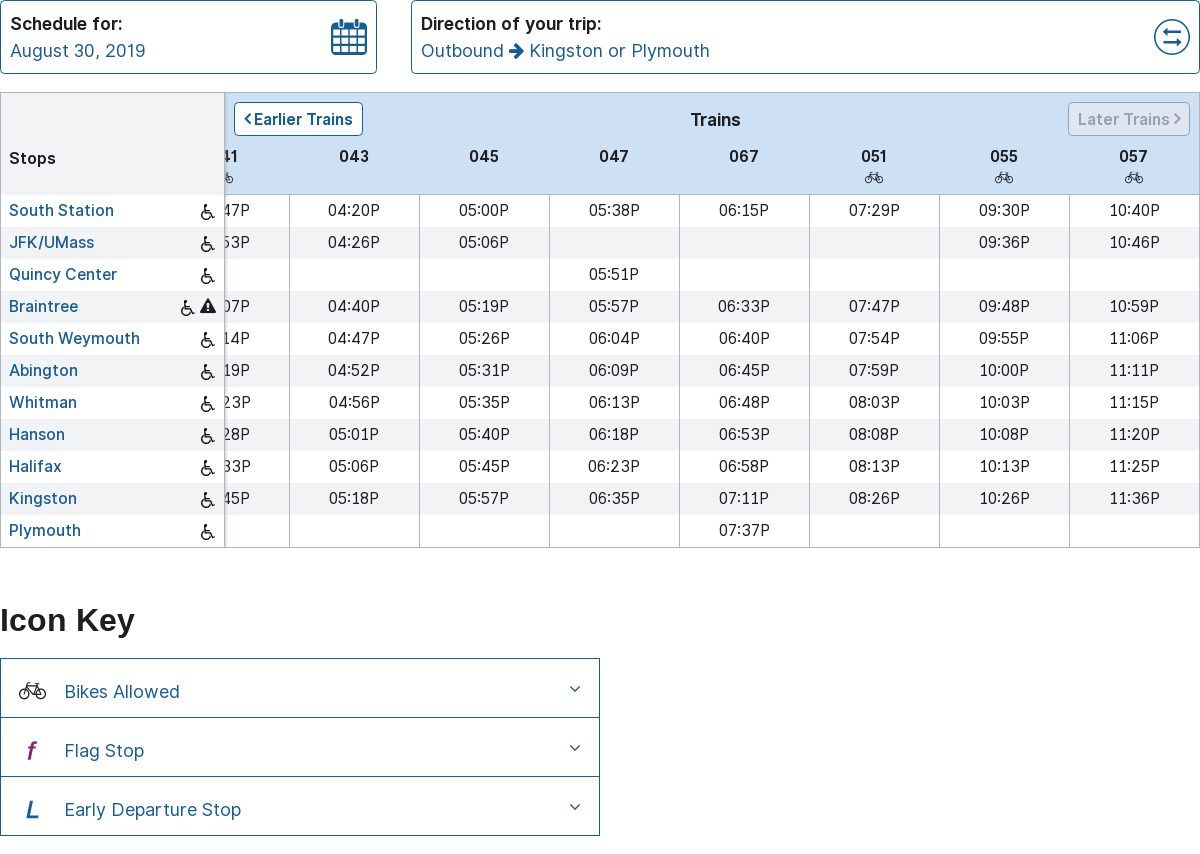 Schedule for:
August 30, 2019
Direction of your trip:
Outbound Kingston or Plymouth
Earlier Trains
Trains
Later Trains
Stops 41 043 045 047 067 051 055 057
South Station 47P 04:20P 05:00P 05:38P 06:15P 07:29P 09:30P 10:40P
JFK/UMass 53P 04:26P 05:06P 09:36P 10:46P
Quincy Center 05:51P
Braintree 07P 04:40P 05:19P 05:57P 06:33P 07:47P 09:48P 10:59P
South Weymouth 14P 04:47P 05:26P 06:04P 06:40P 07:54P 09:55P 11:06P
Abington 19P 04:52P 05:31P 06:09P 06:45P 07:59P 10:00P 11:11P
Whitman 23P 04:56P 05:35P 06:13P 06:48P 08:03P 10:03P 11:15P
Hanson 28P 05:01P 05:40P 06:18P 06:53P 08:08P 10:08P 11:20P
Halifax 33P 05:06P 05:45P 06:23P 06:58P 08:13P 10:13P 11:25P
Kingston 45P 05:18P 05:57P 06:35P 07:11P 08:26P 10:26P 11:36P
Plymouth 07:37P
Icon Key
Bikes Allowed
f Flag Stop
L Early Departure Stop